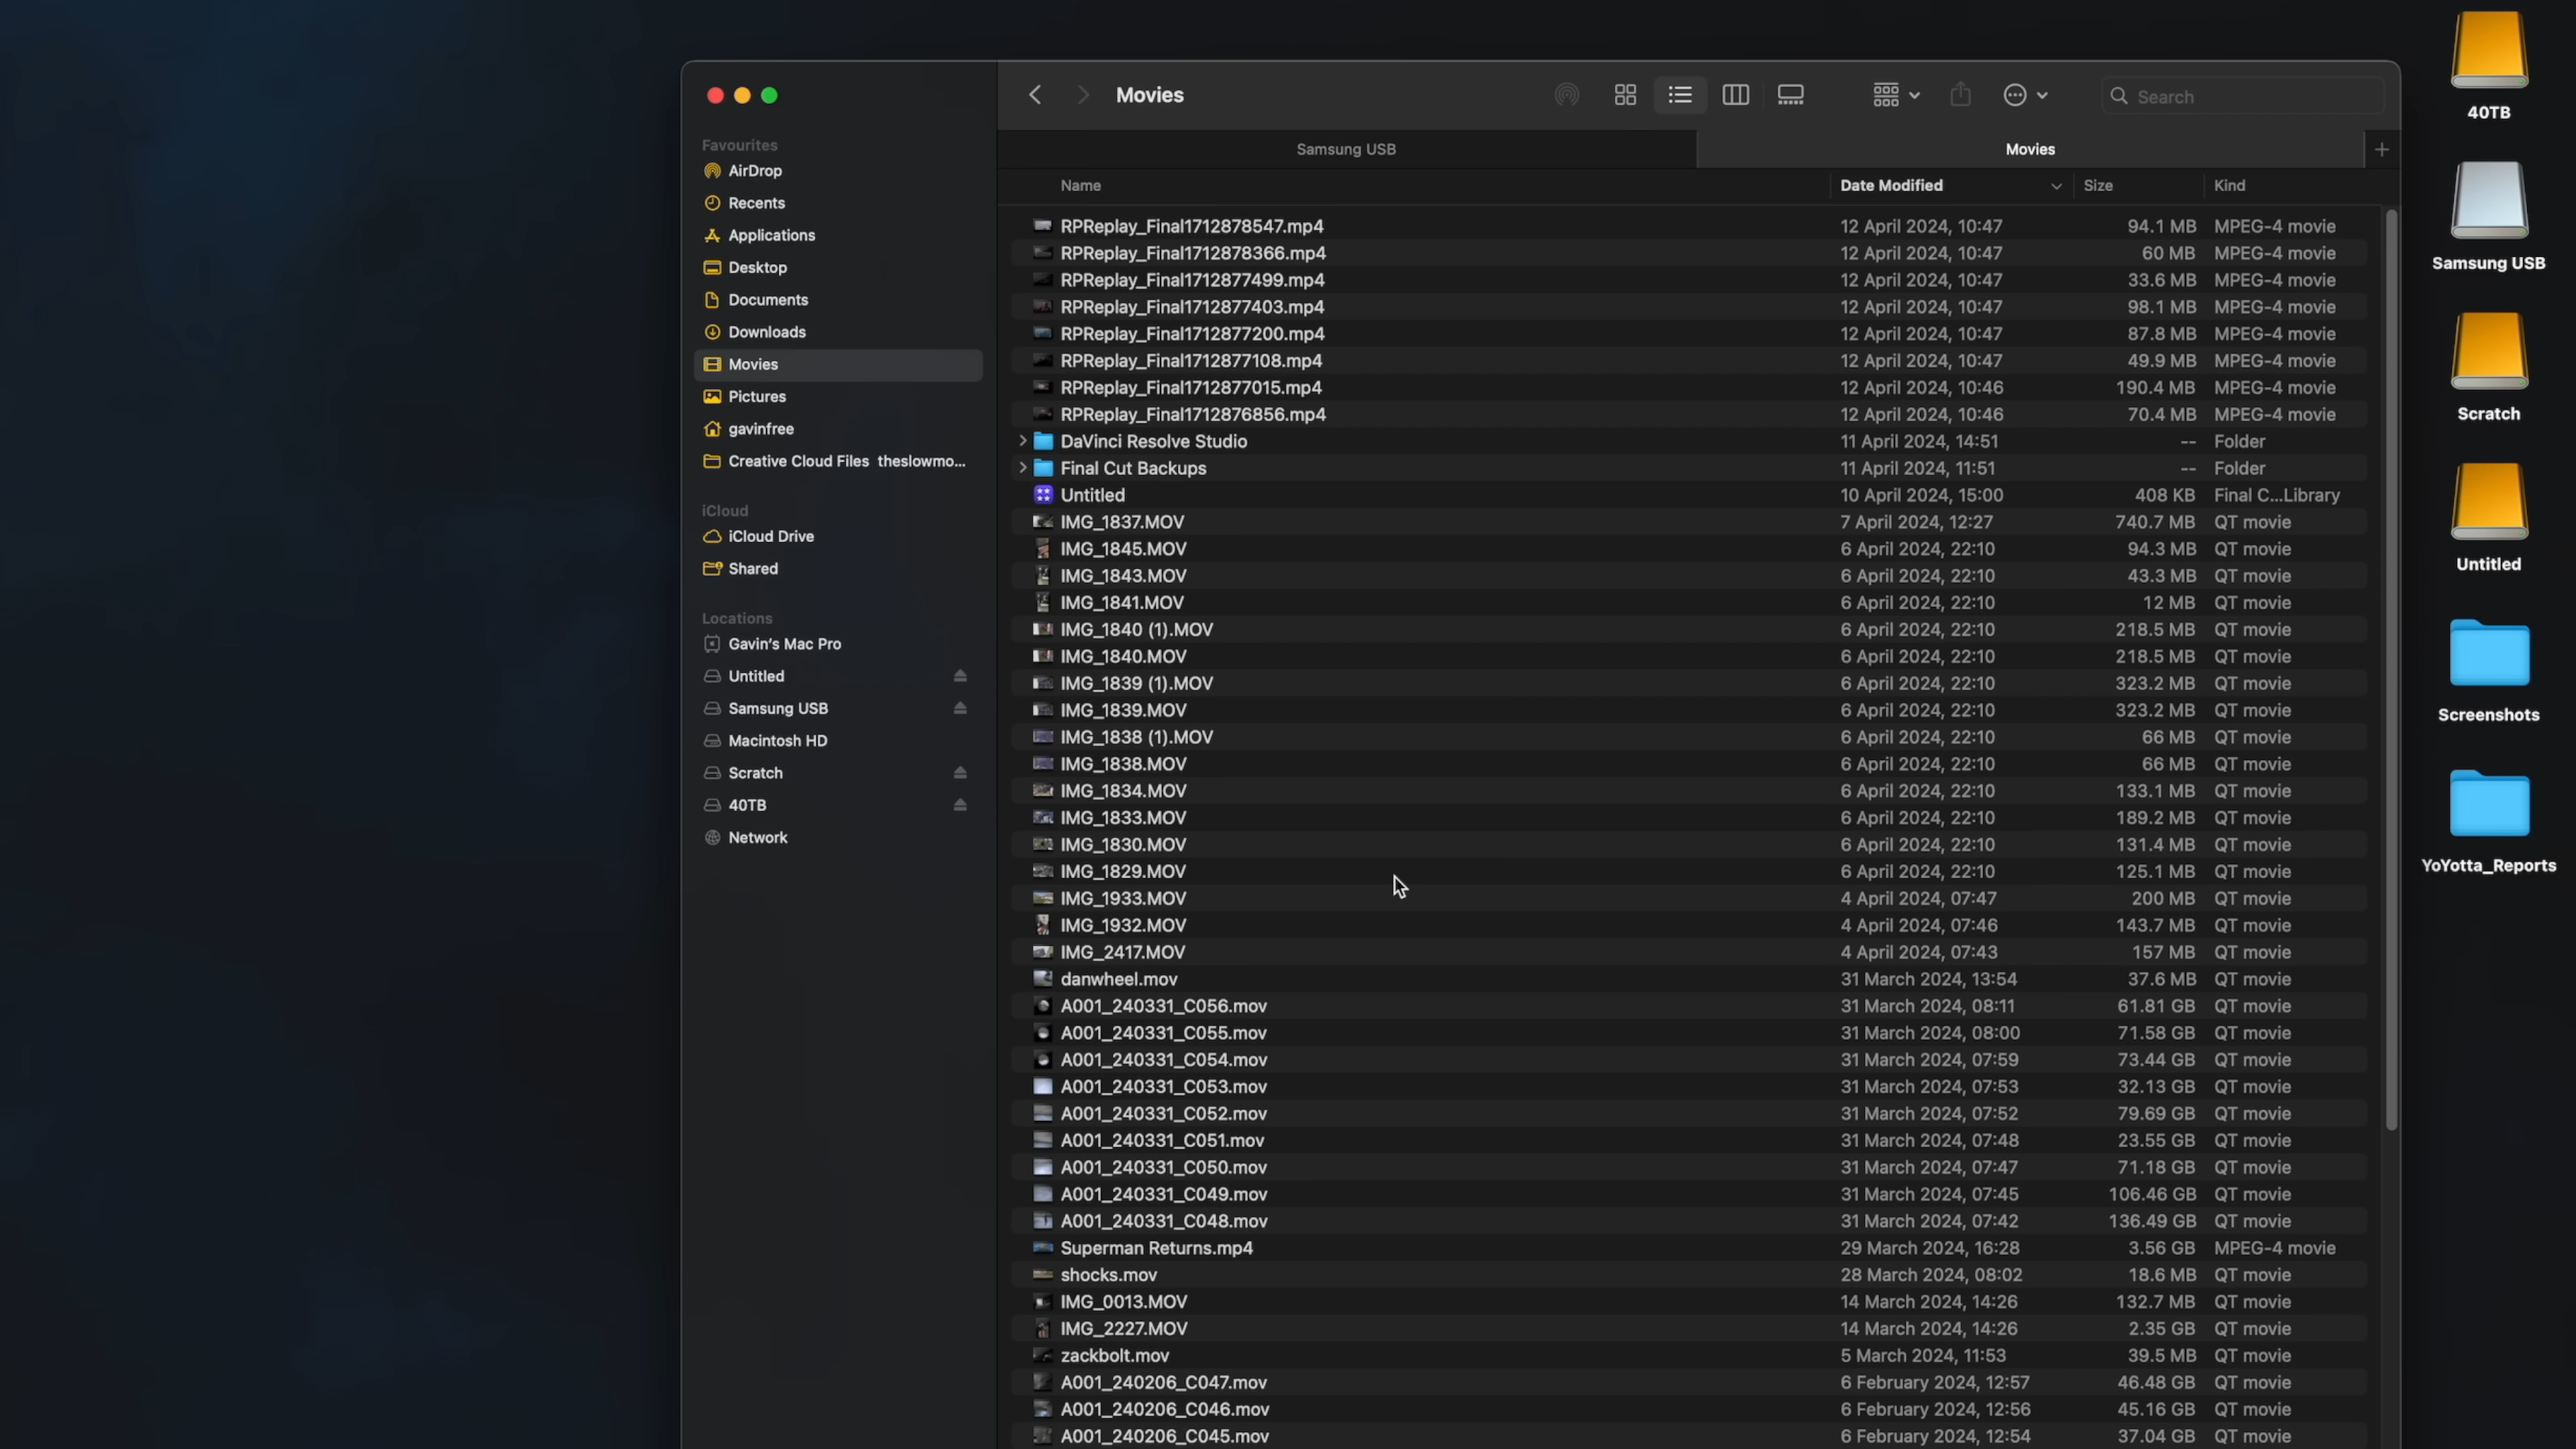 Movies
Search
Samsung USB
Movies
Favourites
AirDrop
Recents
Applications
Desktop
Documents
Downloads
Movies
Pictures
gavinfree
Creative Cloud Files theslowmo...
iCloud
iCloud Drive
Shared
Locations
Gavin's Mac Pro
Untitled
Samsung USB
Macintosh HD
Scratch
40TB
Network
Name Date Modified Size Kind
RPReplay_Final1712878547.mp4 12 April 2024, 10:47 94.1 MB MPEG-4 movie
RPReplay_Final1712878366.mp4 12 April 2024, 10:47 60 MB MPEG-4 movie
RPReplay_Final1712877499.mp4 12 April 2024, 10:47 33.6 MB MPEG-4 movie
RPReplay_Final1712877403.mp4 12 April 2024, 10:47 98.1 MB MPEG-4 movie
RPReplay_Final1712877200.mp4 12 April 2024, 10:47 87.8 MB MPEG-4 movie
RPReplay_Final1712877108.mp4 12 April 2024, 10:47 49.9 MB MPEG-4 movie
RPReplay_Final1712877015.mp4 12 April 2024, 10:46 190.4 MB MPEG-4 movie
RPReplay_Final1712876856.mp4 12 April 2024, 10:46 70.4 MB MPEG-4 movie
DaVinci Resolve Studio 11 April 2024, 14:51 -- Folder
Final Cut Backups 11 April 2024, 11:51 -- Folder
Untitled 10 April 2024, 15:00 408 KB Final C...Library
IMG_1837.MOV 7 April 2024, 12:27 740.7 MB QT movie
IMG_1845.MOV 6 April 2024, 22:10 94.3 MB QT movie
IMG_1843.MOV 6 April 2024, 22:10 43.3 MB QT movie
IMG_1841.MOV 6 April 2024, 22:10 12 MB QT movie
IMG_1840 (1).MOV 6 April 2024, 22:10 218.5 MB QT movie
IMG_1840.MOV 6 April 2024, 22:10 218.5 MB QT movie
IMG_1839 (1).MOV 6 April 2024, 22:10 323.2 MB QT movie
IMG_1839.MOV 6 April 2024, 22:10 323.2 MB QT movie
IMG_1838 (1).MOV 6 April 2024, 22:10 66 MB QT movie
IMG_1838.MOV 6 April 2024, 22:10 66 MB QT movie
IMG_1834.MOV 6 April 2024, 22:10 133.1 MB QT movie
IMG_1833.MOV 6 April 2024, 22:10 189.2 MB QT movie
IMG_1830.MOV 6 April 2024, 22:10 131.4 MB QT movie
IMG_1829.MOV 6 April 2024, 22:10 125.1 MB QT movie
IMG_1933.MOV 4 April 2024, 07:47 200 MB QT movie
IMG_1932.MOV 4 April 2024, 07:46 143.7 MB QT movie
IMG_2417.MOV 4 April 2024, 07:43 157 MB QT movie
danwheel.mov 31 March 2024, 13:54 37.6 MB QT movie
A001_240331_C056.mov 31 March 2024, 08:11 61.81 GB QT movie
A001_240331_C055.mov 31 March 2024, 08:00 71.58 GB QT movie
A001_240331_C054.mov 31 March 2024, 07:59 73.44 GB QT movie
A001_240331_C053.mov 31 March 2024, 07:53 32.13 GB QT movie
A001_240331_C052.mov 31 March 2024, 07:52 79.69 GB QT movie
A001_240331_C051.mov 31 March 2024, 07:48 23.55 GB QT movie
A001_240331_C050.mov 31 March 2024, 07:47 71.18 GB QT movie
A001_240331_C049.mov 31 March 2024, 07:45 106.46 GB QT movie
A001_240331_C048.mov 31 March 2024, 07:42 136.49 GB QT movie
Superman Returns.mp4 29 March 2024, 16:28 3.56 GB MPEG-4 movie
shocks.mov 28 March 2024, 08:02 18.6 MB QT movie
IMG_0013.MOV 14 March 2024, 14:26 132.7 MB QT movie
IMG_2227.MOV 14 March 2024, 14:26 2.35 GB QT movie
zackbolt.mov 5 March 2024, 11:53 39.5 MB QT movie
A001_240206_C047.mov 6 February 2024, 12:57 46.48 GB QT movie
A001_240206_C046.mov 6 February 2024, 12:56 45.16 GB QT movie
A001_240206_C045.mov 6 February 2024, 12:54 37.04 GB QT movie
40TB
Samsung USB
Scratch
Untitled
Screenshots
YoYotta_Reports